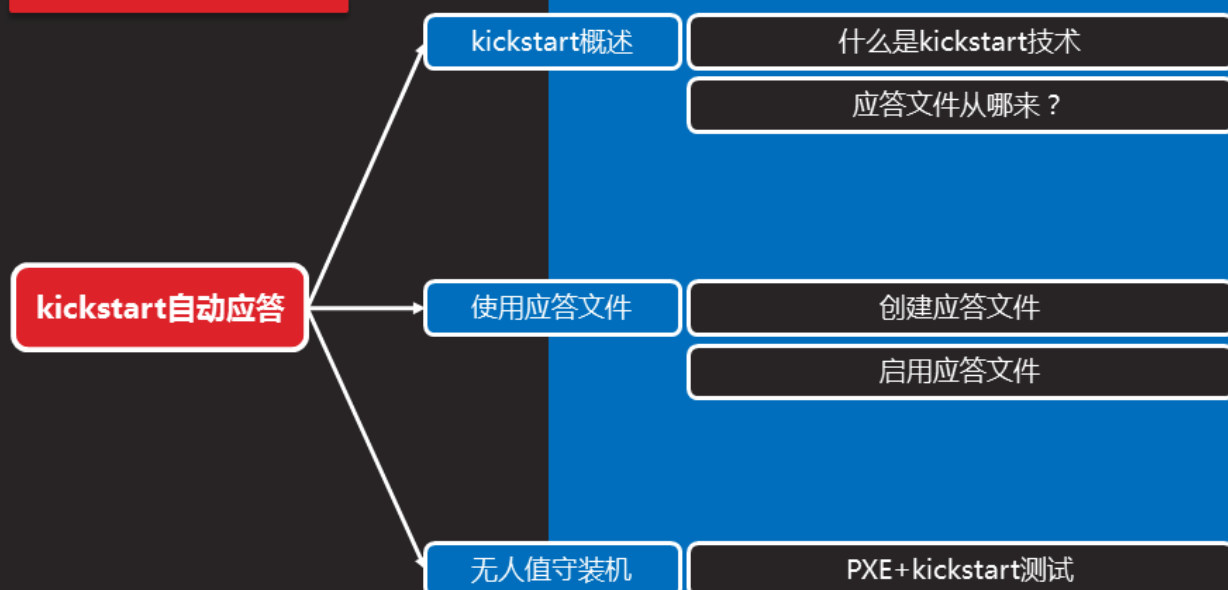 kickstart概述
什么是kickstart技术
应答文件从哪来？
kickstart自动应答
使用应答文件
创建应答文件
启用应答文件
无人值守装机
PXE+kickstart测试